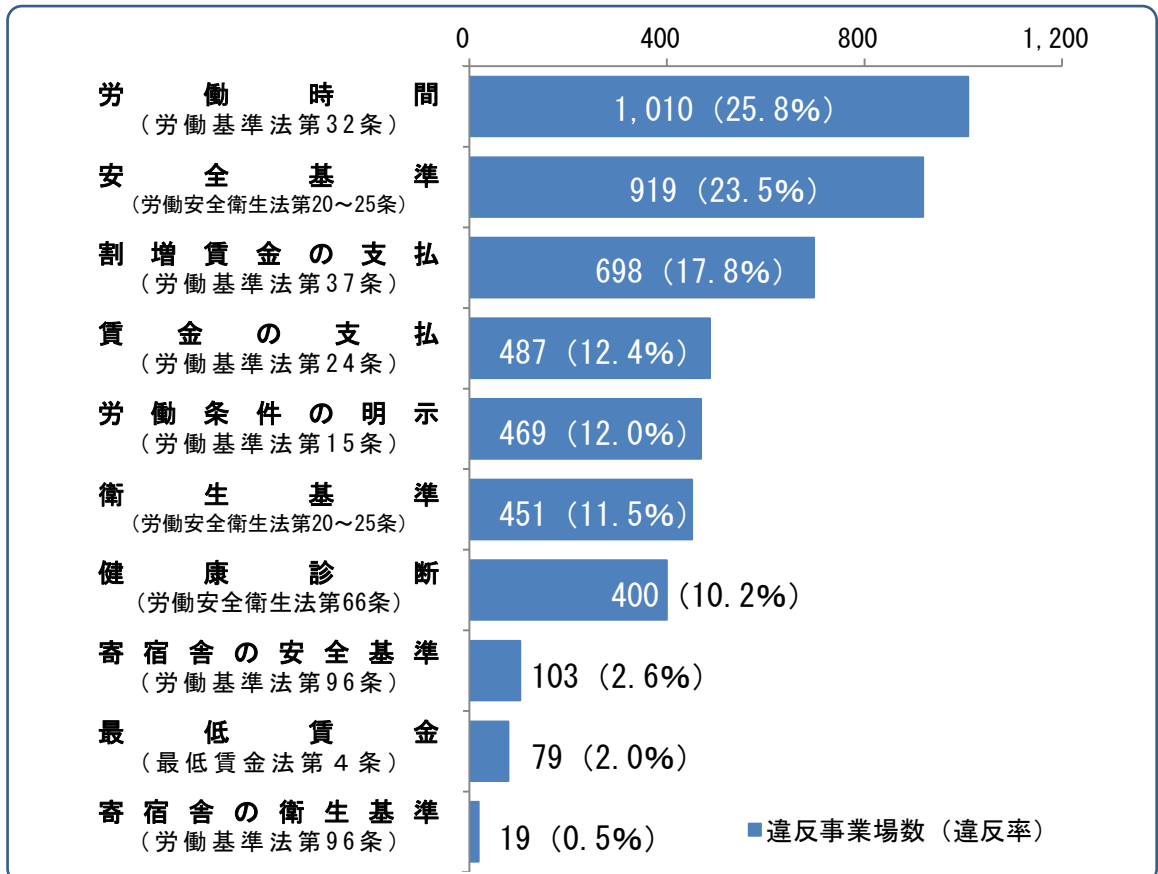 0 400 800 1,200
労働時間
（労働基準法第32条）
1,010（25.8%）
安全基準
（労働安全衛生法第20～25条）
919（23.5%）
割増賃金の支払
（労働基準法第37条）
698（17.8%）
賃金の支払
（労働基準法第24条）
487（12.4%）
労働条件の明示
（労働基準法第15条）
469（12.0%）
衛生基準
（労働安全衛生法第20～25条）
451（11.5%）
健康診断
（労働安全衛生法第66条）
400（10.2%）
寄宿舎の安全基準
（労働基準法第96条）
103（2.6%）
最低賃金
（最低賃金法第４条）
79（2.0%）
寄宿舎の衛生基準
（労働基準法第96条）
19（0.5%）
■違反事業場数（違反率）